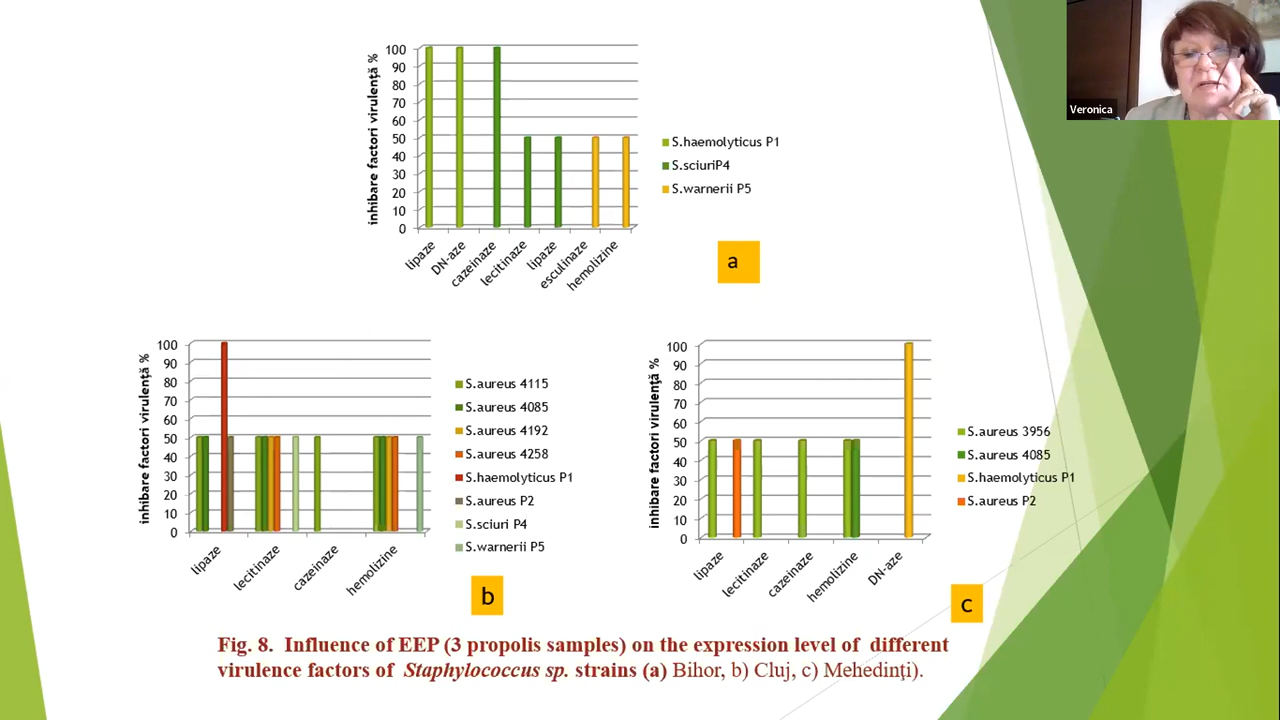 Veronica
inhibare factori virulență %
100
90
80
70
60
50
40
30
20
10
0
lipaze
DN-aze
cazeinaze
lecitinaze
lipaze
esculinaze
hemolizine
S.haemolyticus P1
S.sciuriP4
S.warnerii P5
a
inhibare factori virulență %
100
90
80
70
60
50
40
30
20
10
0
lipaze
lecitinaze
cazeinaze
hemolizine
S.aureus 4115
S.aureus 4085
S.aureus 4192
S.aureus 4258
S.haemolyticus P1
S.aureus P2
S.sciuri P4
S.warnerii P5
b
inhibare factori virulență %
100
90
80
70
60
50
40
30
20
10
0
lipaze
lecitinaze
cazeinaze
hemolizine
DN-aze
S.aureus 3956
S.aureus 4085
S.haemolyticus P1
S.aureus P2
c
Fig. 8. Influence of EEP (3 propolis samples) on the expression level of different
virulence factors of Staphylococcus sp. strains (a) Bihor, b) Cluj, c) Mehedinţi).